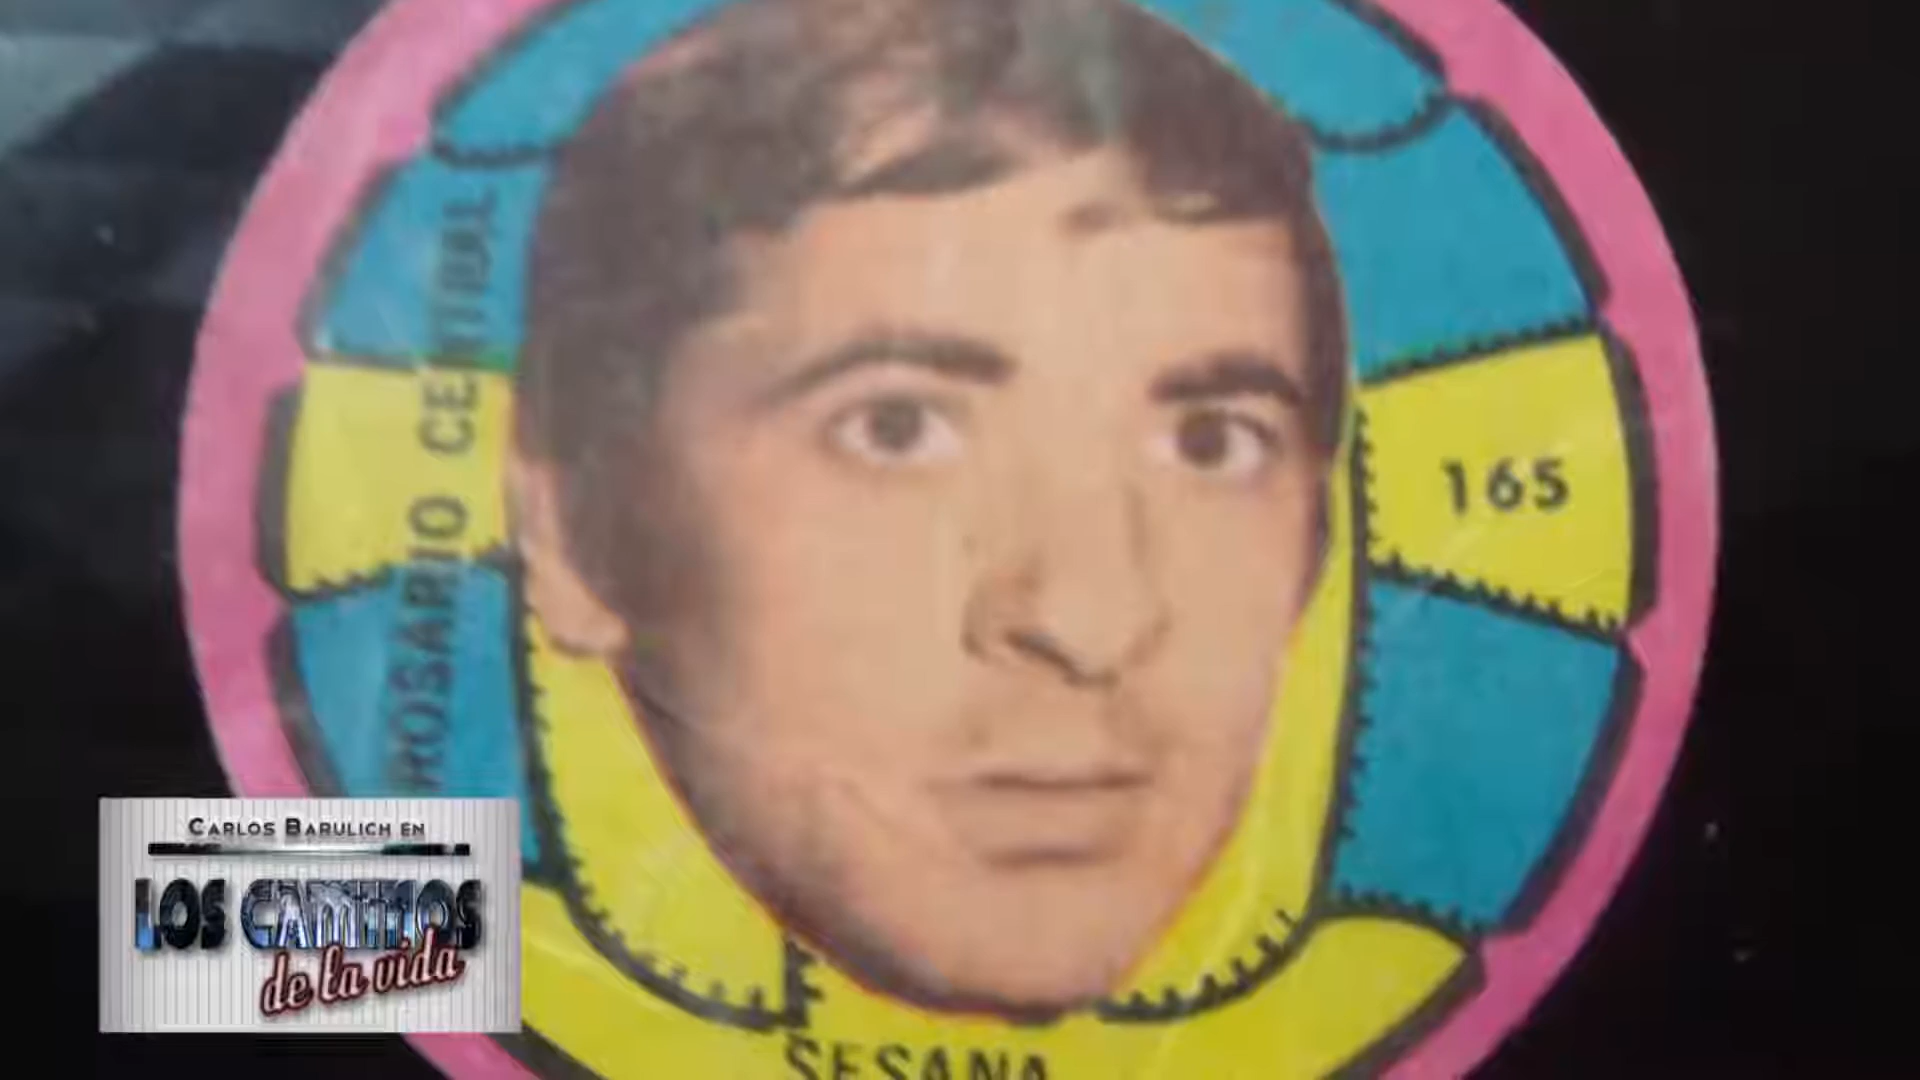 ROSARIO CENTRAL
165
SESANA
CARLOS BARULICH EN
LOS CAMINOS
de la vida